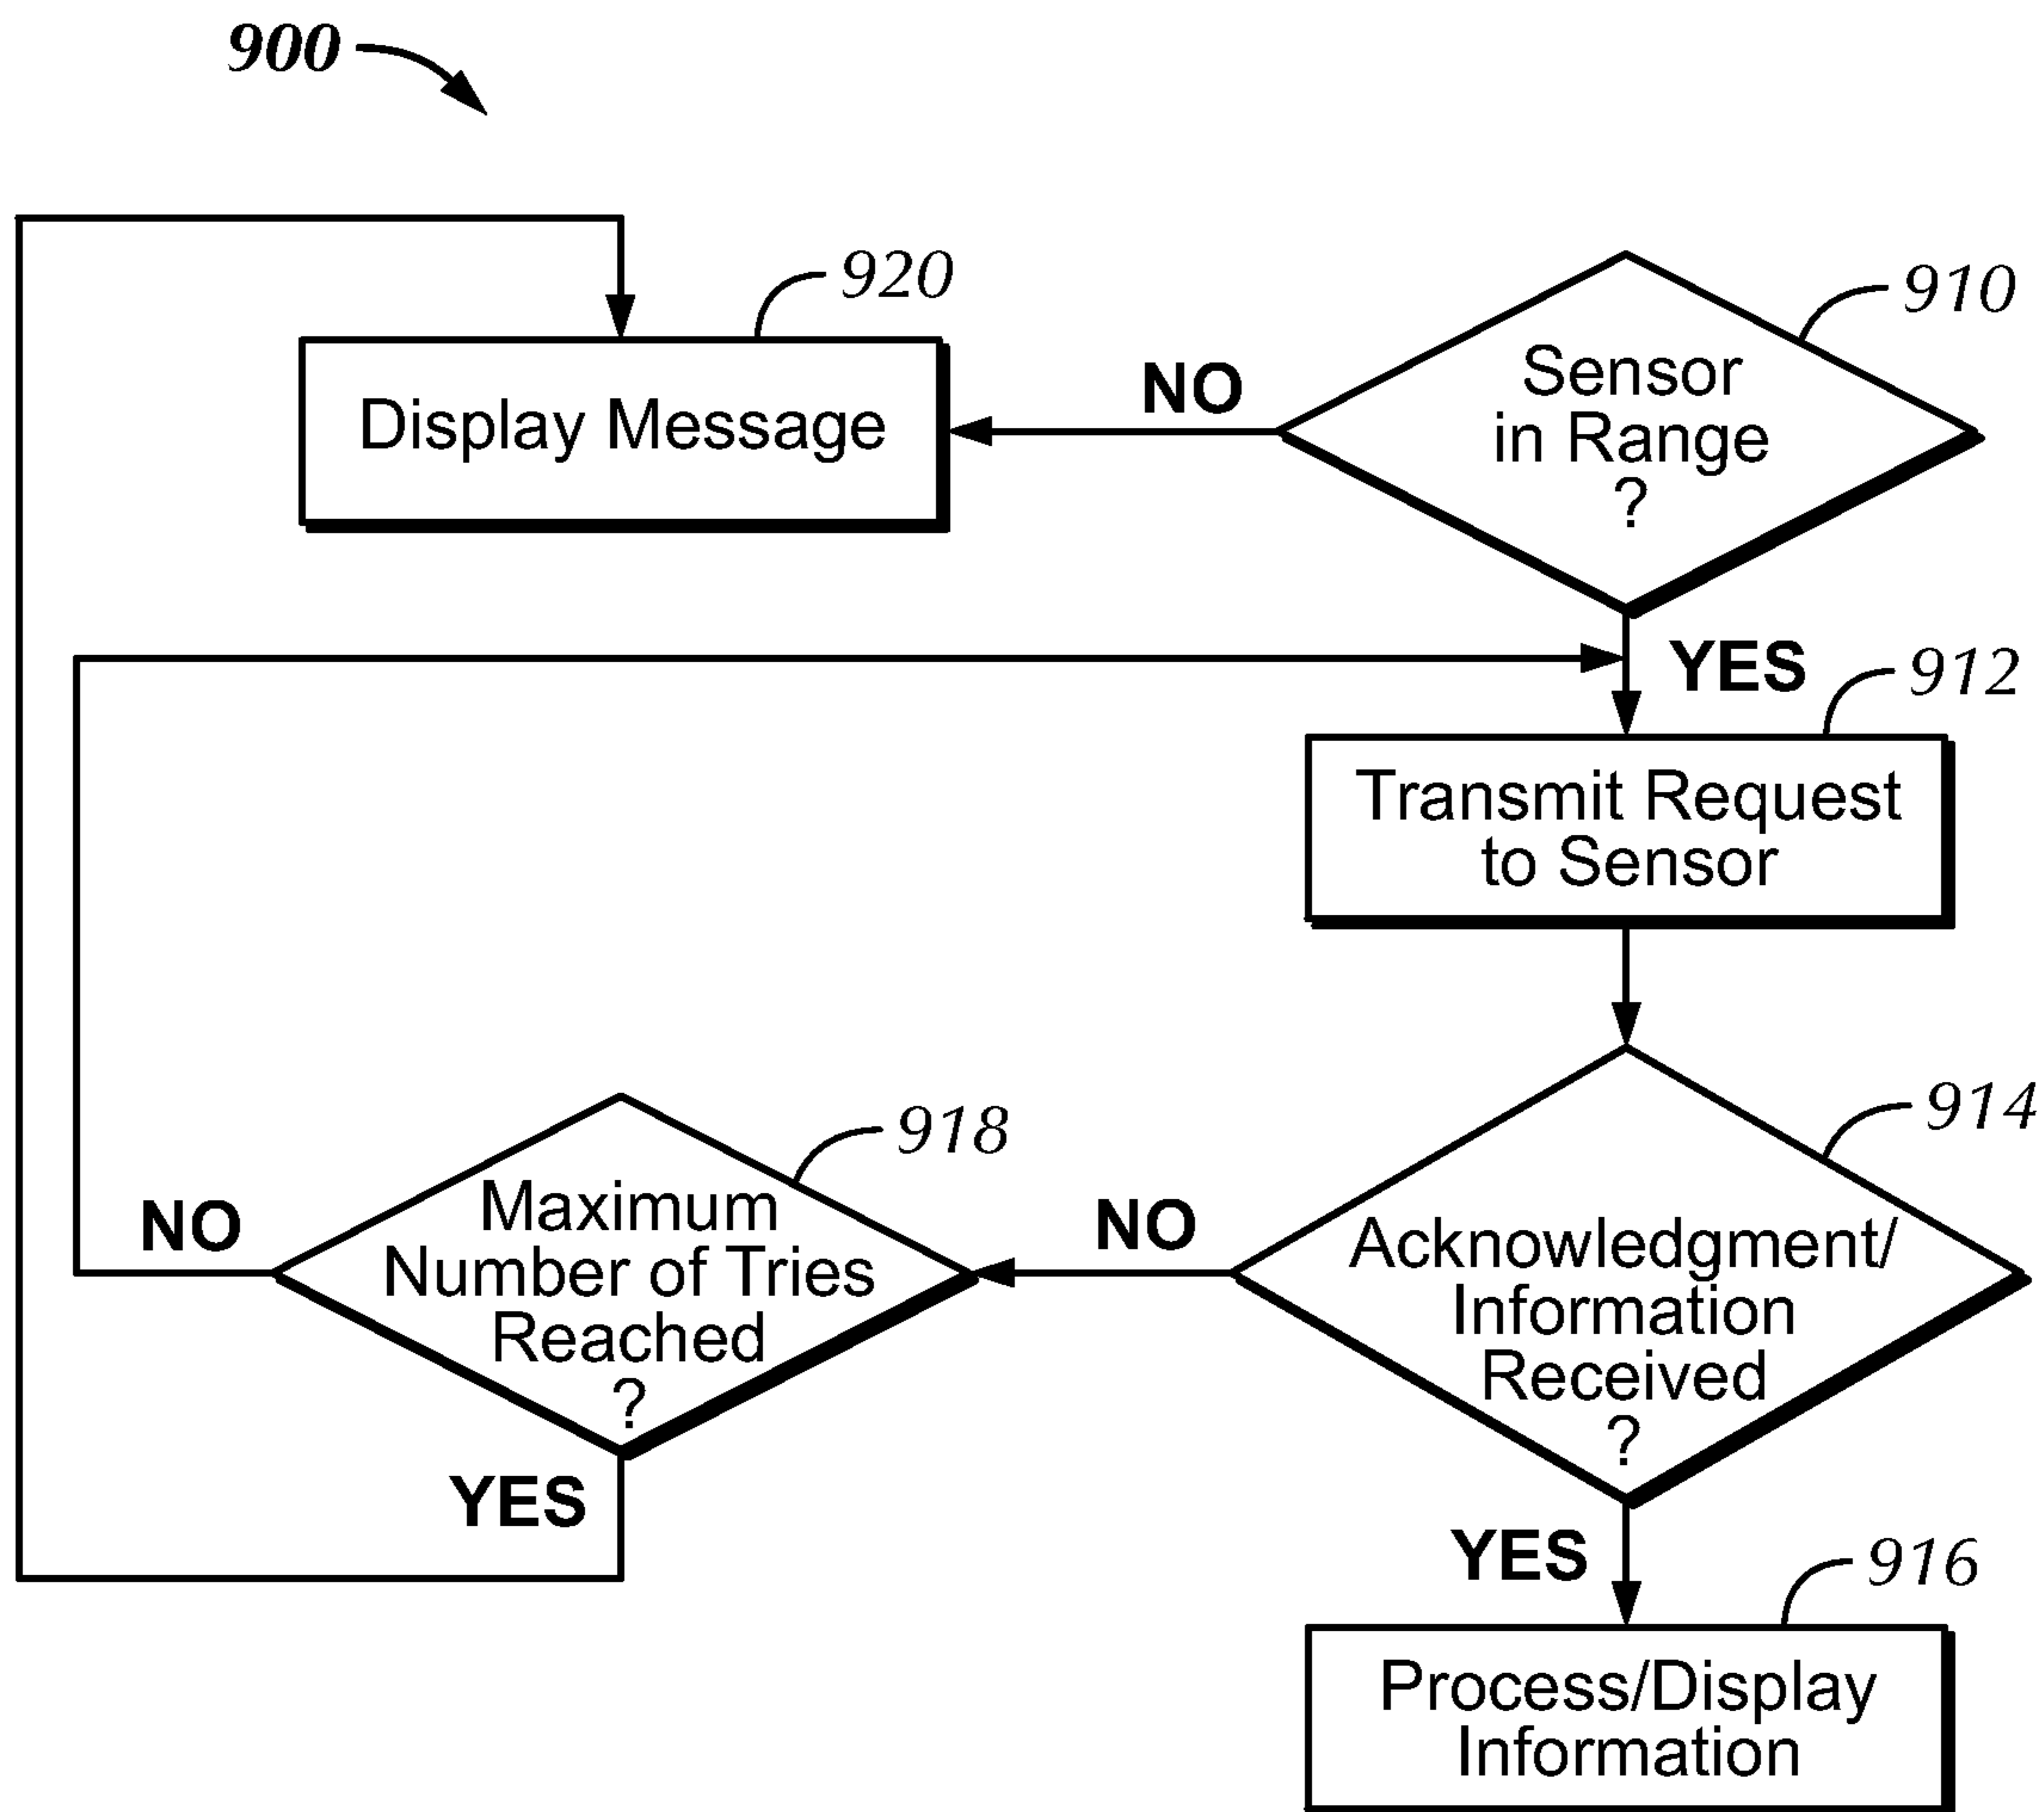 900
920
Display Message
NO
910
Sensor
in Range
?
YES
912
Transmit Request
to Sensor
914
Acknowledgment/
Information
Received
?
NO
918
Maximum
Number of Tries
Reached
?
NO
YES
YES
916
Process/Display
Information